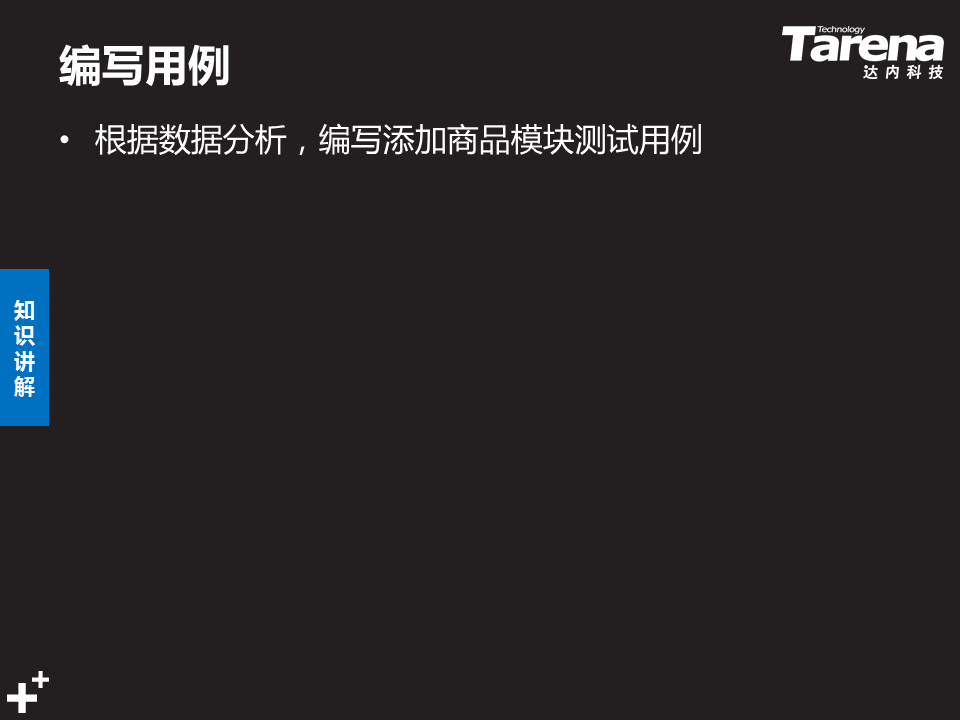 编写用例
Technology
Tarena
达内科技
• 根据数据分析，编写添加商品模块测试用例
知
识
讲
解